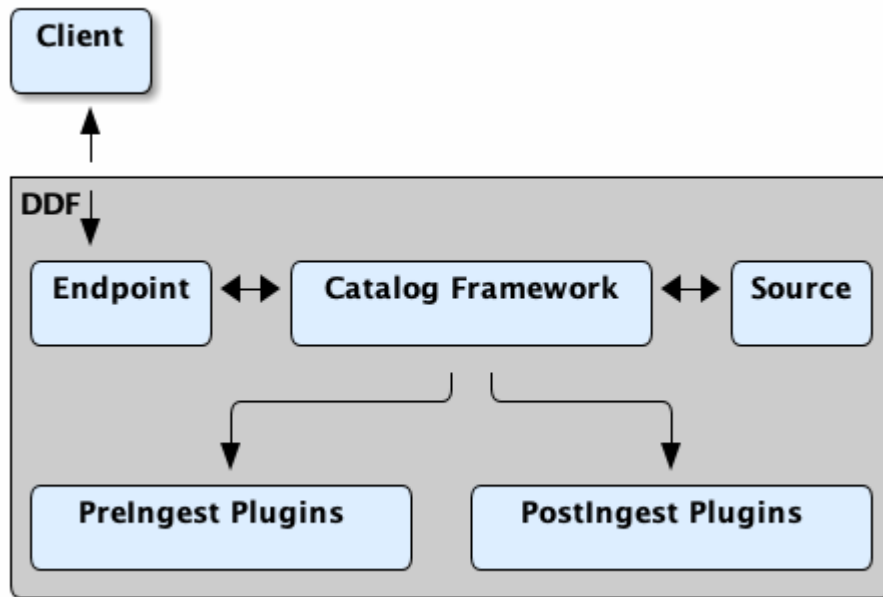 Client
DDF
Endpoint
Catalog Framework
Source
PreIngest Plugins
PostIngest Plugins